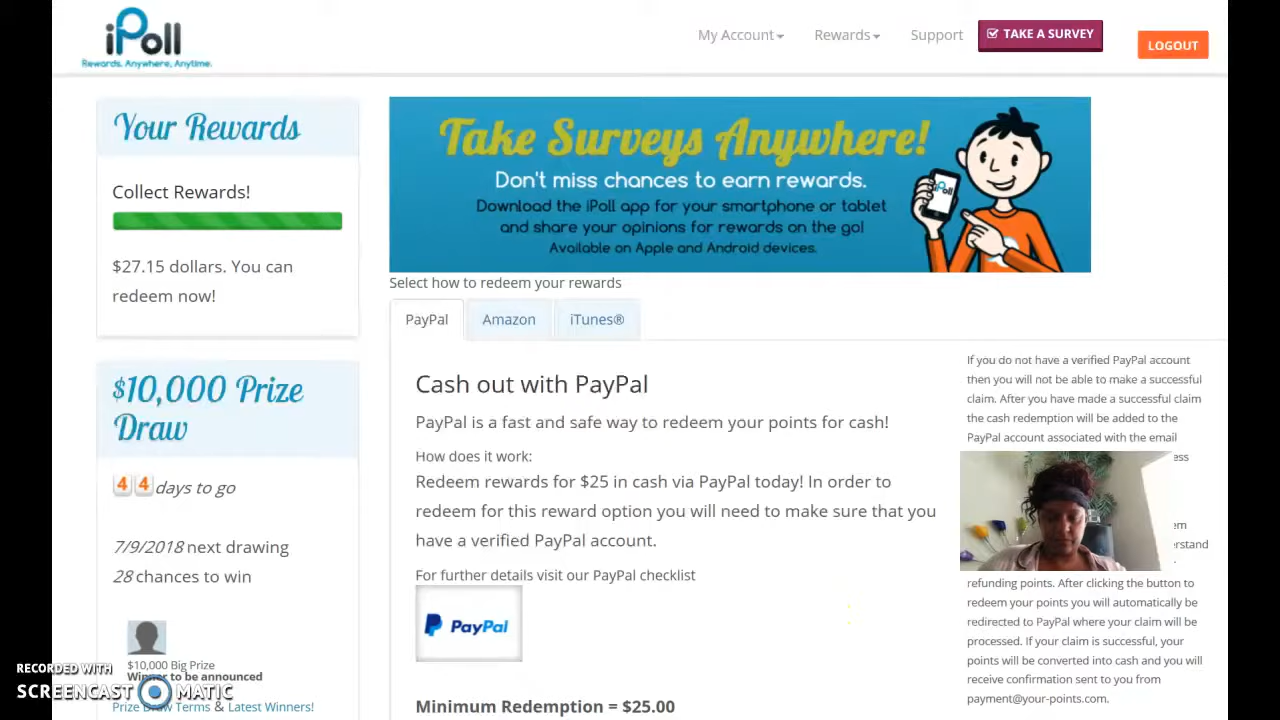 iPoll
Rewards. Anywhere, Anytime.
My Account
Rewards
Support
TAKE A SURVEY
LOGOUT
Your Rewards
Collect Rewards!
$27.15 dollars. You can
redeem now!
$10,000 Prize
Draw
4 4 days to go
7/9/2018 next drawing
28 chances to win
$10,000 Big Prize
Winner to be announced
Prize Draw Terms & Latest Winners!
RECORDED WITH
SCREENCAST MATIC
Take Surveys Anywhere!
Don't miss chances to earn rewards.
Download the iPoll app for your smartphone or tablet
and share your opinions for rewards on the go!
Available on Apple and Android devices.
iPoll
Select how to redeem your rewards
PayPal
Amazon
iTunes®
Cash out with PayPal
PayPal is a fast and safe way to redeem your points for cash!
How does it work:
Redeem rewards for $25 in cash via PayPal today! In order to
redeem for this reward option you will need to make sure that you
have a verified PayPal account.
For further details visit our PayPal checklist
PayPal
Minimum Redemption = $25.00
If you do not have a verified PayPal account
then you will not be able to make a successful
claim. After you have made a successful claim
the cash redemption will be added to the
PayPal account associated with the email
refunding points. After clicking the button to
redeem your points you will automatically be
redirected to PayPal where your claim will be
processed. If your claim is successful, your
points will be converted into cash and you will
receive confirmation sent to you from
payment@your-points.com.